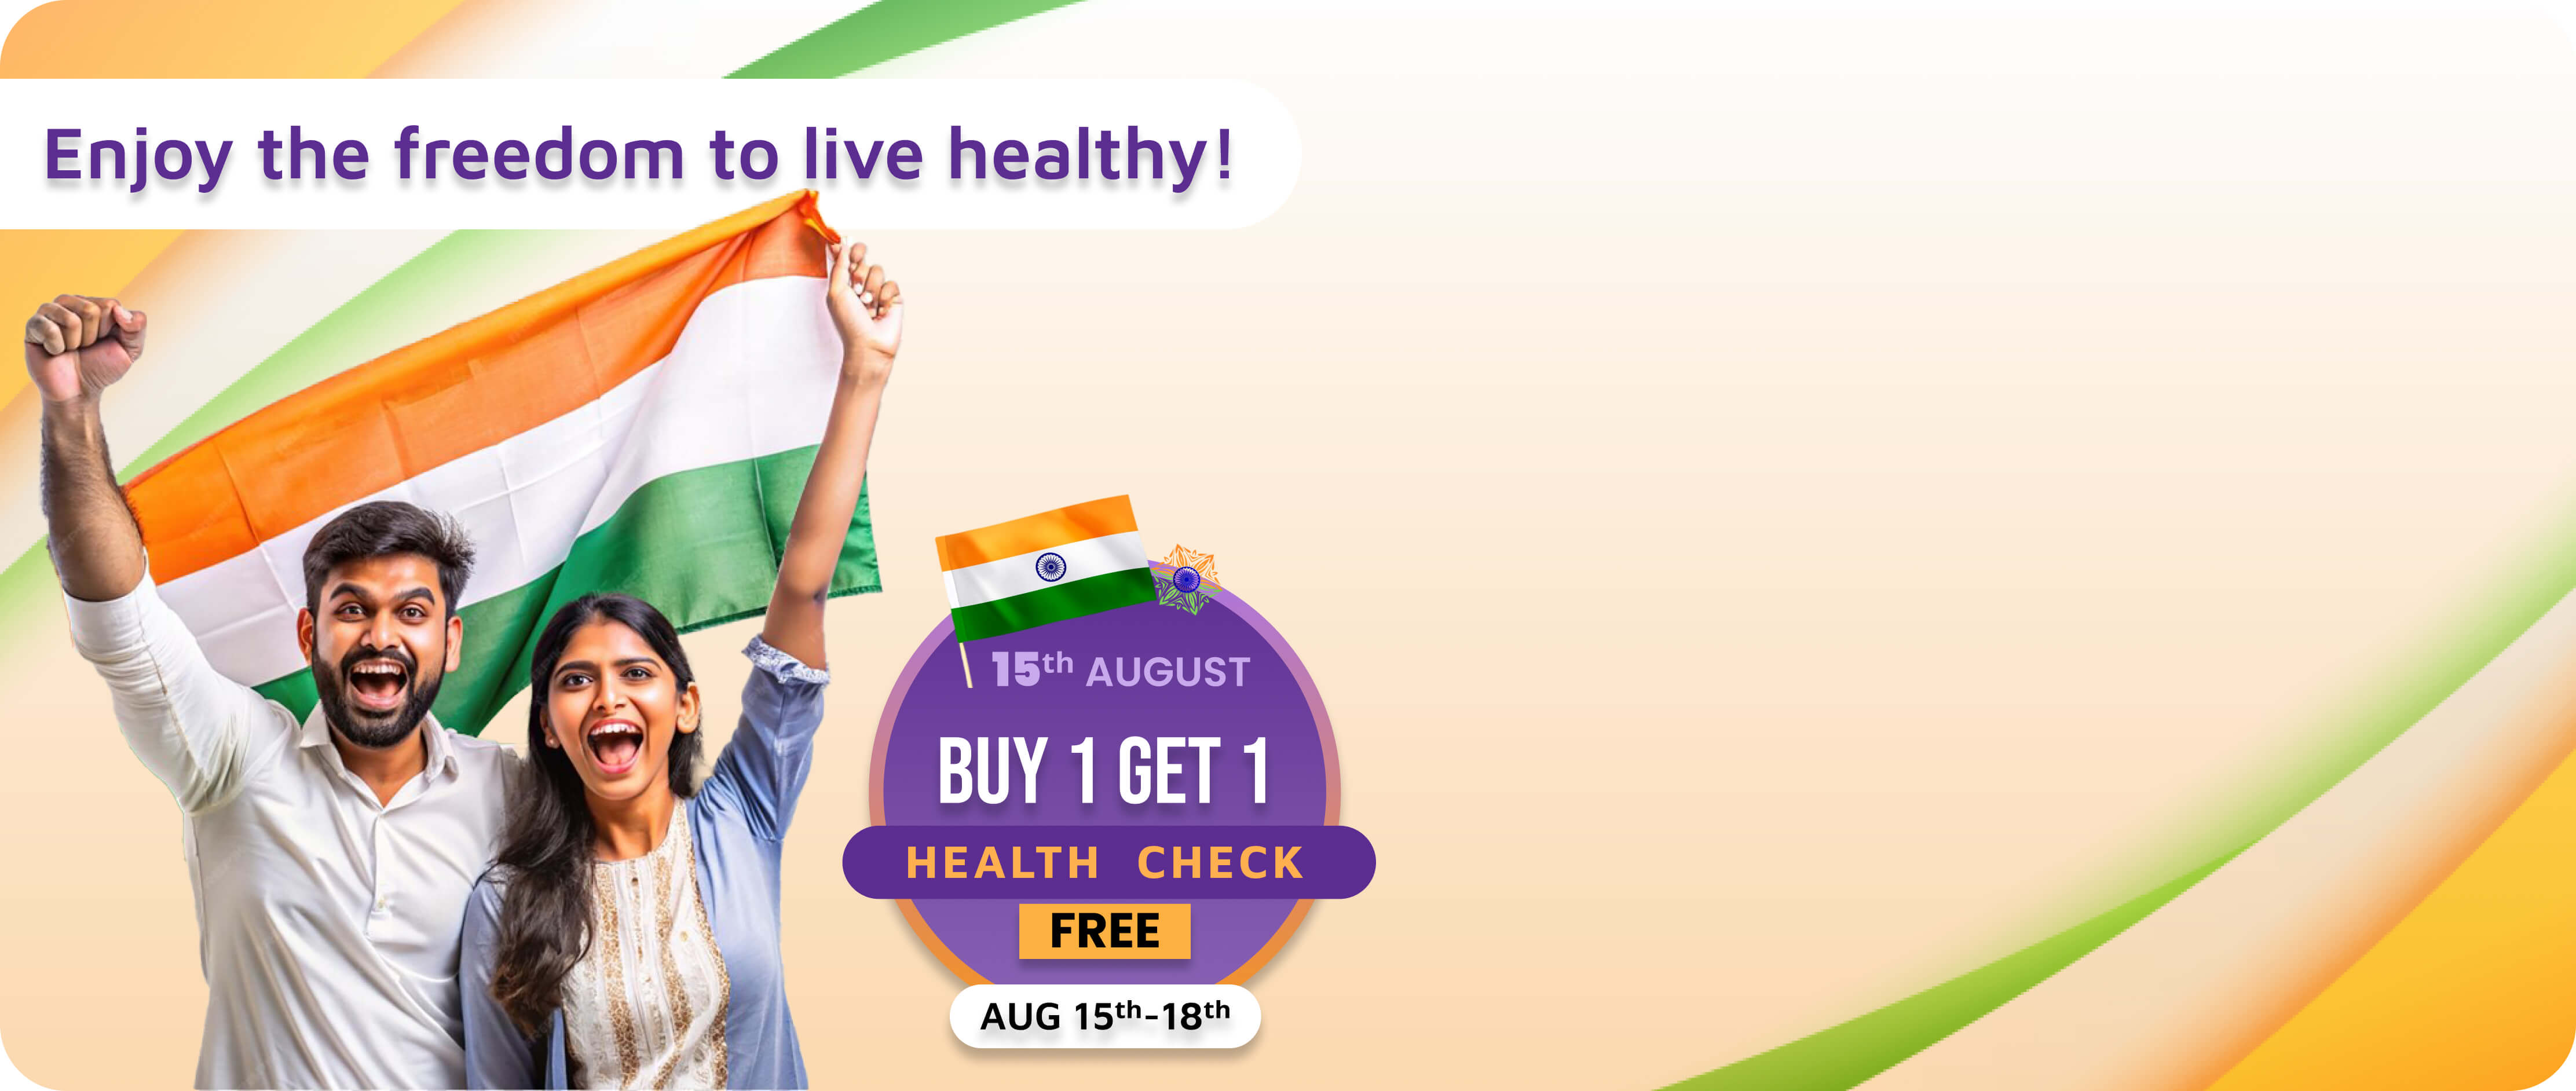 Enjoy the freedom to live healthy!
15th AUGUST
BUY 1 GET 1
HEALTH CHECK
FREE
AUG 15th-18th